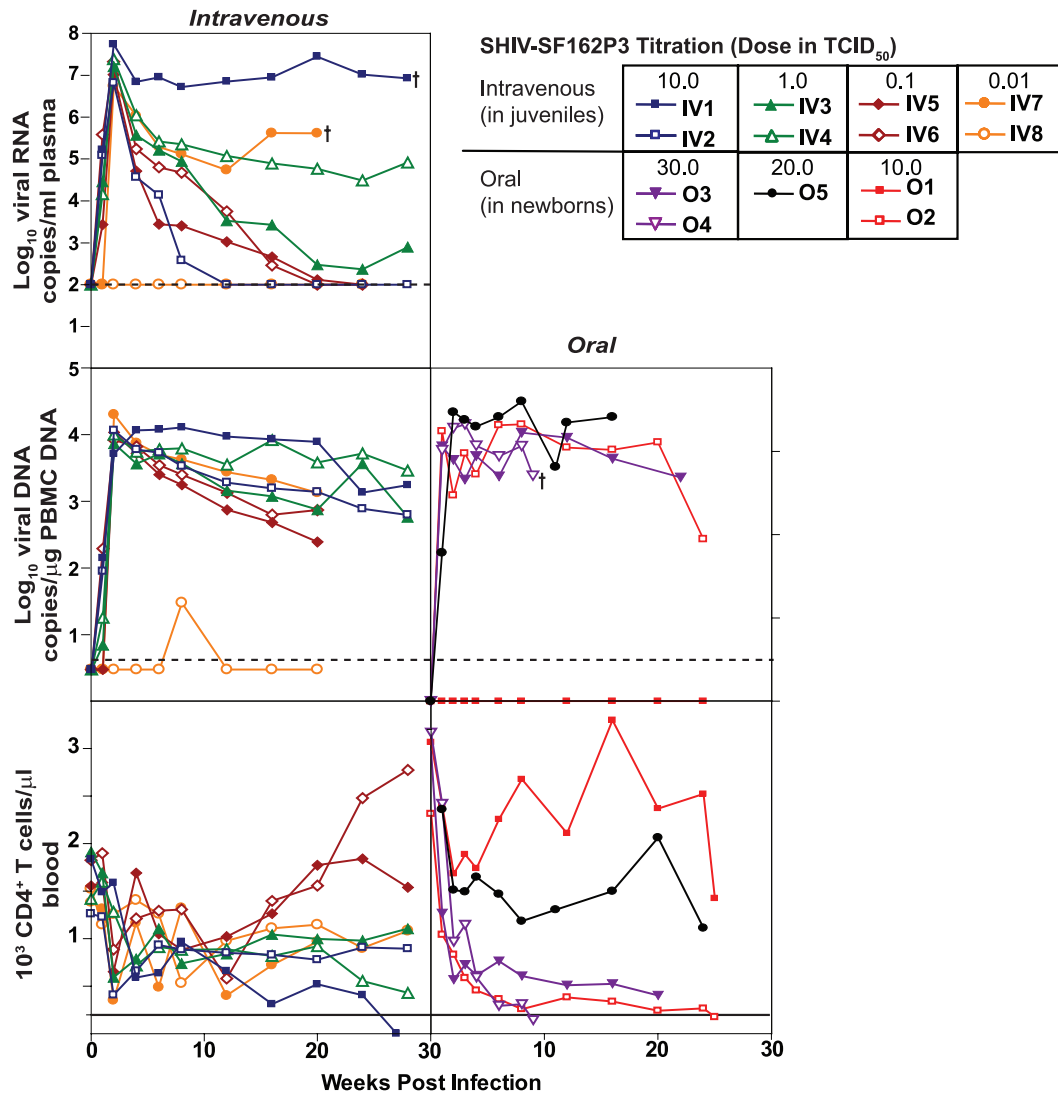 Intravenous
SHIV-SF162P3 Titration (Dose in TCID₅₀)
Intravenous
(in juveniles)
10.0 1.0 0.1 0.01
IV1 IV3 IV5 IV7
IV2 IV4 IV6 IV8
Oral
(in newborns)
30.0 20.0 10.0
O3 O5 O1
O4 O2
Log₁₀ viral RNA
copies/ml plasma
8
7
6
5
4
3
2
1
†
†
Oral
Log₁₀ viral DNA
copies/µg PBMC DNA
5
4
3
2
1
†
10³ CD4⁺ T cells/µl
blood
3
2
1
0 10 20 30 10 20 30
Weeks Post Infection